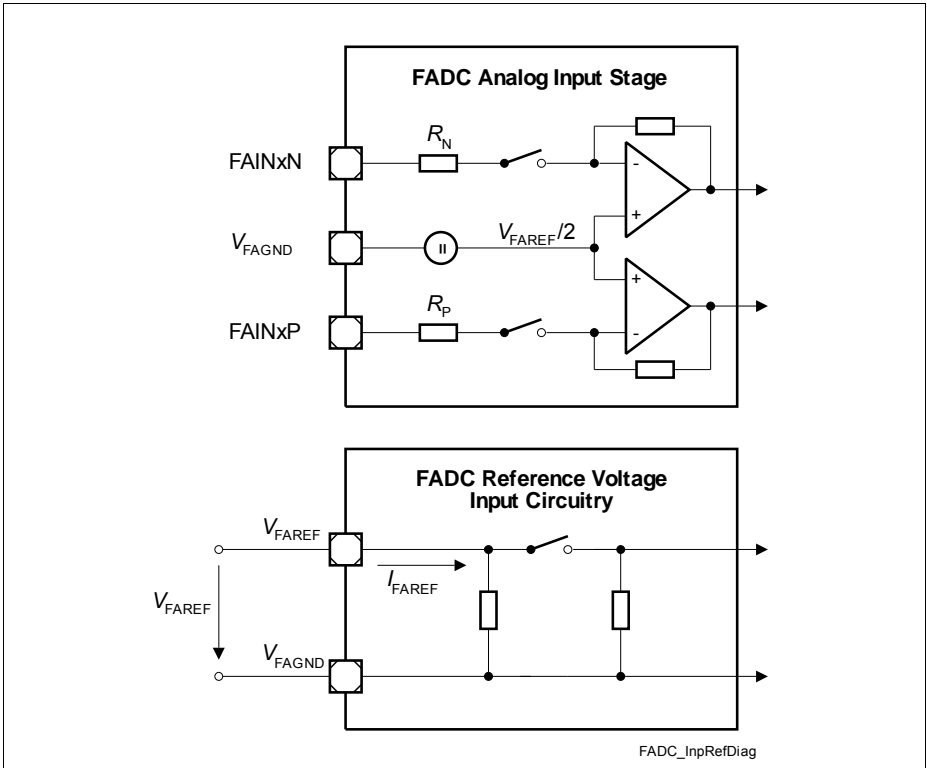 FADC Analog Input Stage
R_N
FAINxN
-
+
V_FAGND
=
V_FAREF/2
+
R_P
FAINxP
-
FADC Reference Voltage
Input Circuitry
V_FAREF
I_FAREF
V_FAREF
V_FAGND
FADC_InpRefDiag